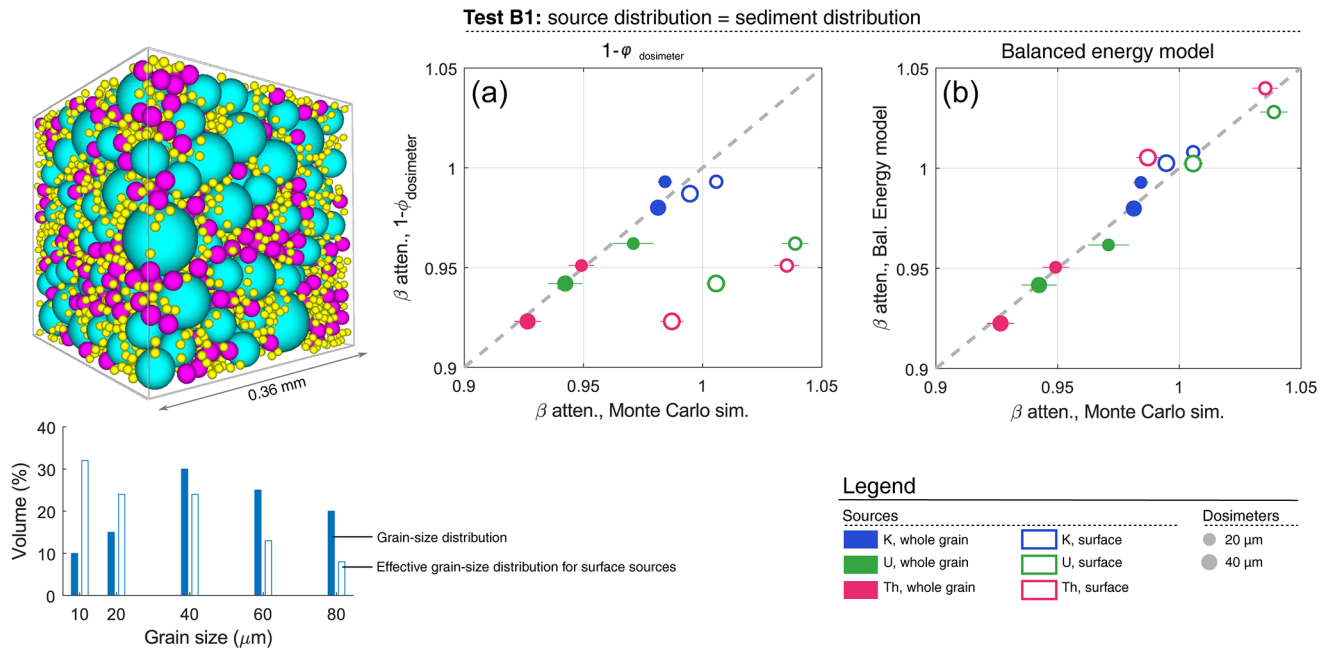 Test B1: source distribution = sediment distribution
0.36 mm
1-φ dosimeter
(a)
1.05
1
0.95
0.9
β atten., 1-ϕdosimeter
0.9 0.95 1 1.05
β atten., Monte Carlo sim.
Balanced energy model
(b)
1.05
1
0.95
0.9
β atten., Bal. Energy model
0.9 0.95 1 1.05
β atten., Monte Carlo sim.
40
30
20
10
0
Volume (%)
10 20 40 60 80
Grain size (μm)
Grain-size distribution
Effective grain-size distribution for surface sources
Legend
Sources
Dosimeters
K, whole grain
K, surface
20 μm
U, whole grain
U, surface
40 μm
Th, whole grain
Th, surface